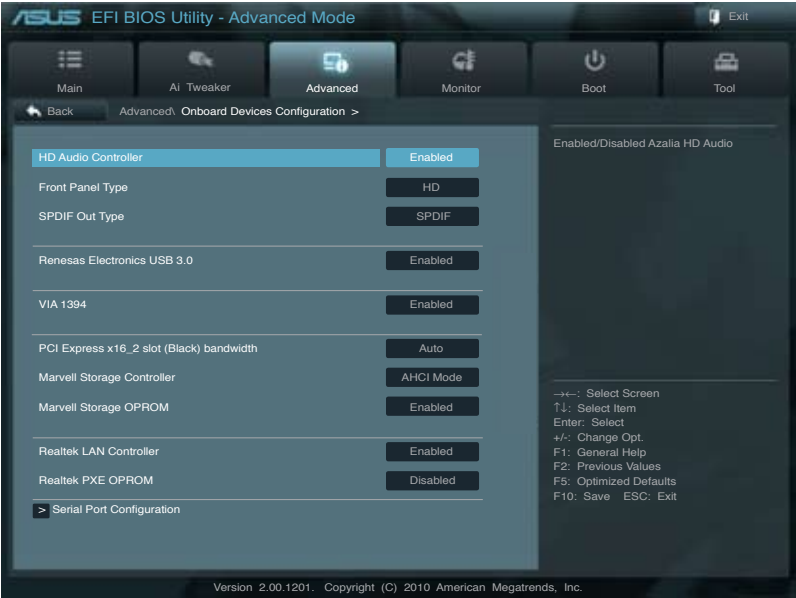 ASUS EFI BIOS Utility - Advanced Mode
Exit
Main
Ai Tweaker
Advanced
Monitor
Boot
Tool
Back
Advanced\ Onboard Devices Configuration >
HD Audio Controller Enabled
Front Panel Type HD
SPDIF Out Type SPDIF
Renesas Electronics USB 3.0 Enabled
VIA 1394 Enabled
PCI Express x16_2 slot (Black) bandwidth Auto
Marvell Storage Controller AHCI Mode
Marvell Storage OPROM Enabled
Realtek LAN Controller Enabled
Realtek PXE OPROM Disabled
> Serial Port Configuration
Enabled/Disabled Azalia HD Audio
→←: Select Screen
↑↓: Select Item
Enter: Select
+/-: Change Opt.
F1: General Help
F2: Previous Values
F5: Optimized Defaults
F10: Save ESC: Exit
Version 2.00.1201. Copyright (C) 2010 American Megatrends, Inc.